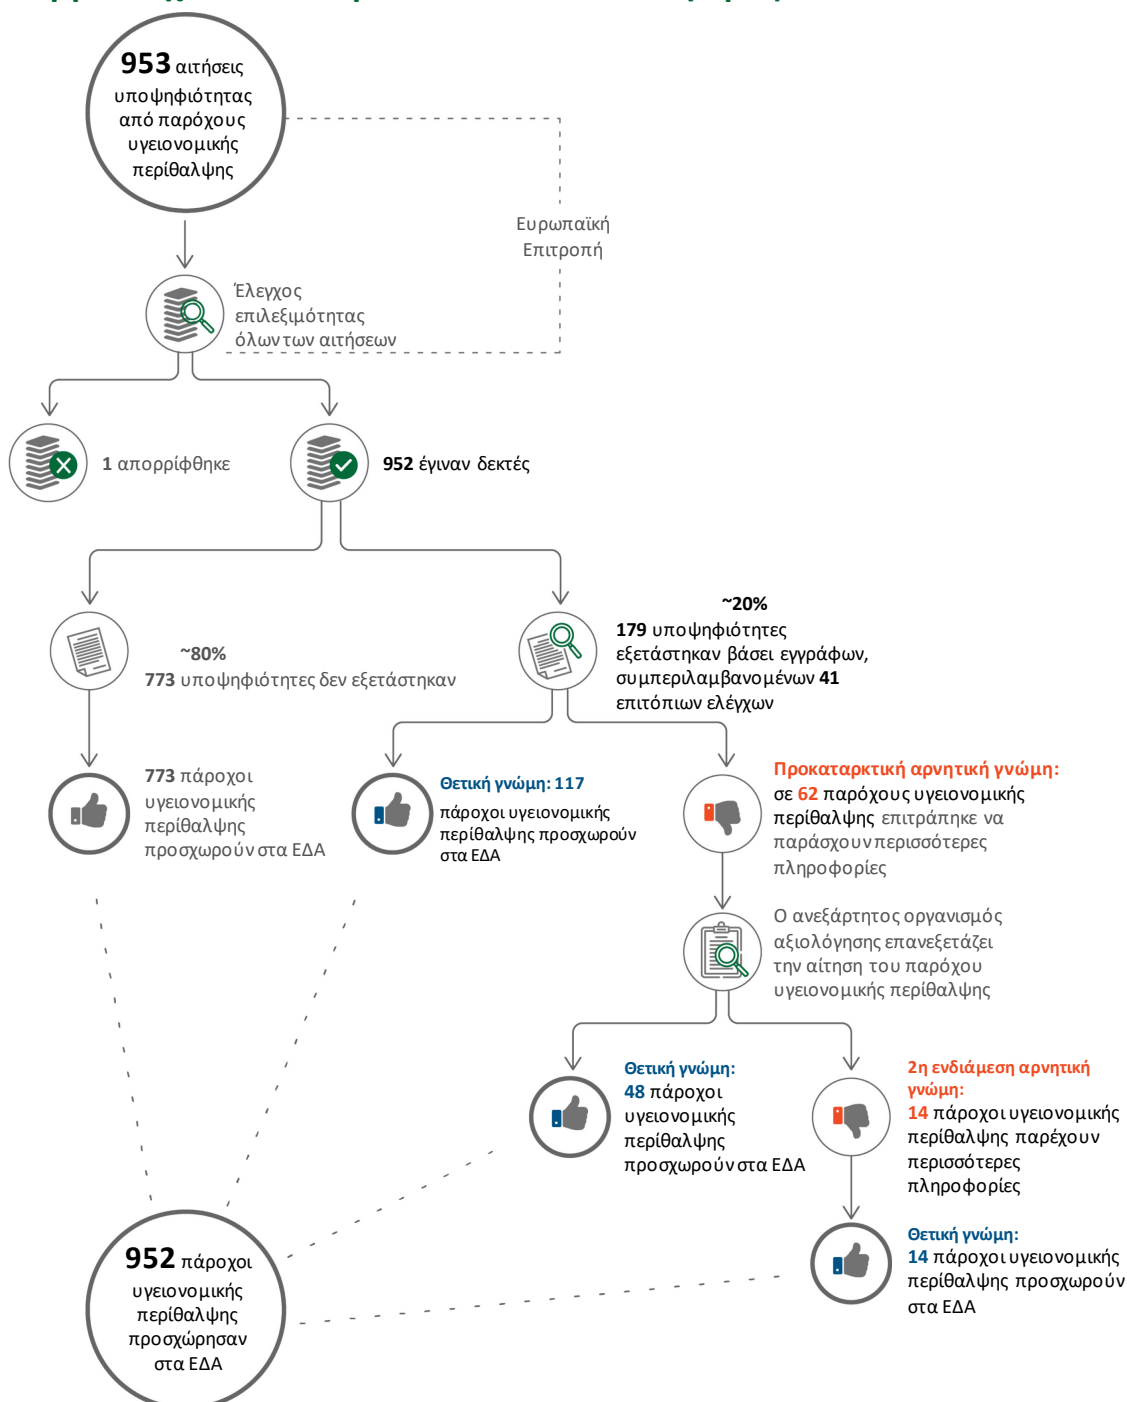 953 αιτήσεις
υποψηφιότητας
από παρόχους
υγειονομικής
περίθαλψης
Ευρωπαϊκή
Επιτροπή
Έλεγχος
επιλεξιμότητας
όλων των αιτήσεων
1 απορρίφθηκε
952 έγιναν δεκτές
~80%
773 υποψηφιότητες δεν εξετάστηκαν
~20%
179 υποψηφιότητες
εξετάστηκαν βάσει εγγράφων,
συμπεριλαμβανομένων 41
επιτόπιων ελέγχων
773 πάροχοι
υγειονομικής
περίθαλψης
προσχωρούν στα ΕΔΑ
Θετική γνώμη: 117
πάροχοι υγειονομικής
περίθαλψης προσχωρούν
στα ΕΔΑ
Προκαταρκτική αρνητική γνώμη:
σε 62 παρόχους υγειονομικής
περίθαλψης επιτράπηκε να
παράσχουν περισσότερες
πληροφορίες
Ο ανεξάρτητος οργανισμός
αξιολόγησης επανεξετάζει
την αίτηση του παρόχου
υγειονομικής περίθαλψης
Θετική γνώμη:
48 πάροχοι
υγειονομικής
περίθαλψης
προσχωρούν στα ΕΔΑ
2η ενδιάμεση αρνητική
γνώμη:
14 πάροχοι υγειονομικής
περίθαλψης παρέχουν
περισσότερες
πληροφορίες
Θετική γνώμη:
14 πάροχοι υγειονομικής
περίθαλψης προσχωρούν
στα ΕΔΑ
952 πάροχοι
υγειονομικής
περίθαλψης
προσχώρησαν
στα ΕΔΑ